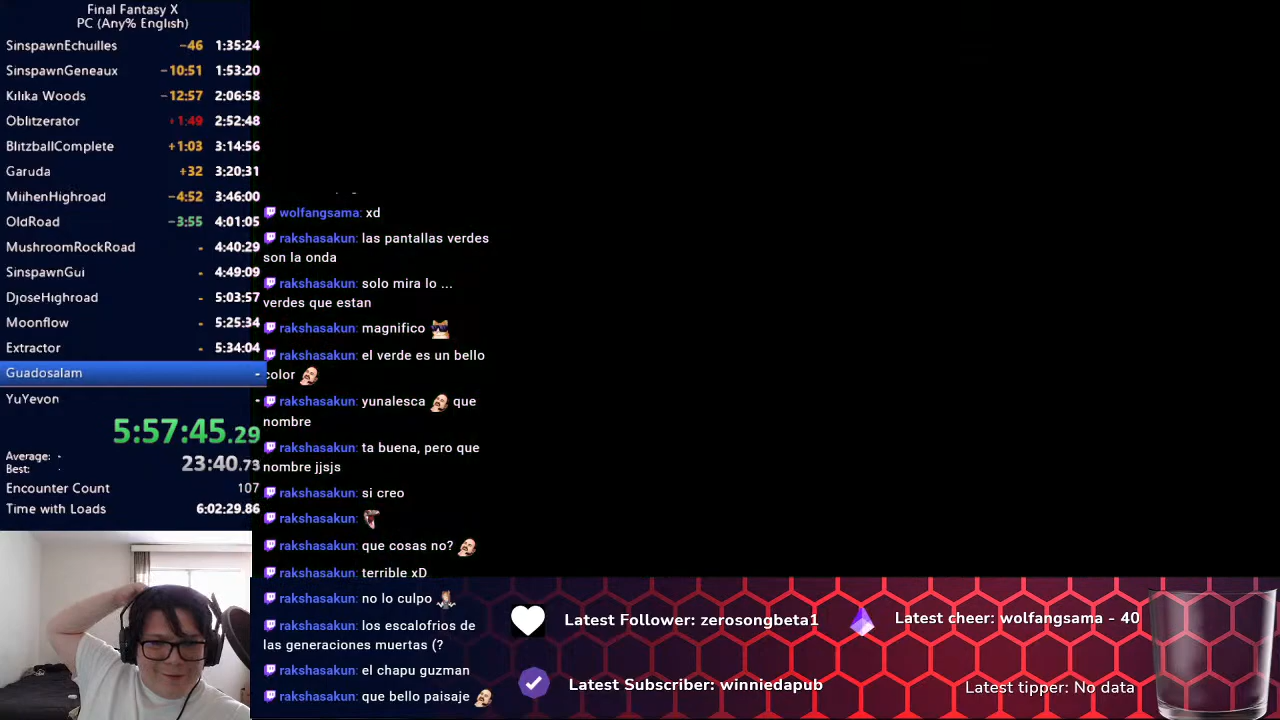 Final Fantasy X
PC (Any% English)
SinspawnEchuilles -46 1:35:24
SinspawnGeneaux -10:51 1:53:20
Kilika Woods -12:57 2:06:58
Oblitzerator +1:49 2:52:48
BlitzballComplete +1:03 3:14:56
Garuda +32 3:20:31
MiihenHighroad -4:52 3:46:00
OldRoad -3:55 4:01:05
MushroomRockRoad - 4:40:29
SinspawnGui - 4:49:09
DjoseHighroad - 5:03:57
Moonflow - 5:25:34
Extractor - 5:34:04
Guadosalam -
YuYevon -
5:57:45.29
Average: -
Best: -
23:40.73
Encounter Count 107
Time with Loads 6:02:29.86
wolfangsama: xd
rakshasakun: las pantallas verdes
son la onda
rakshasakun: solo mira lo ...
verdes que estan
rakshasakun: magnifico
rakshasakun: el verde es un bello
color
rakshasakun: yunalesca que
nombre
rakshasakun: ta buena, pero que
nombre jjsjs
rakshasakun: si creo
rakshasakun:
rakshasakun: que cosas no?
rakshasakun: terrible xD
rakshasakun: no lo culpo
rakshasakun: los escalofrios de
las generaciones muertas (?
rakshasakun: el chapu guzman
rakshasakun: que bello paisaje
Latest Follower: zerosongbeta1
Latest cheer: wolfangsama - 40
Latest Subscriber: winniedapub
Latest tipper: No data